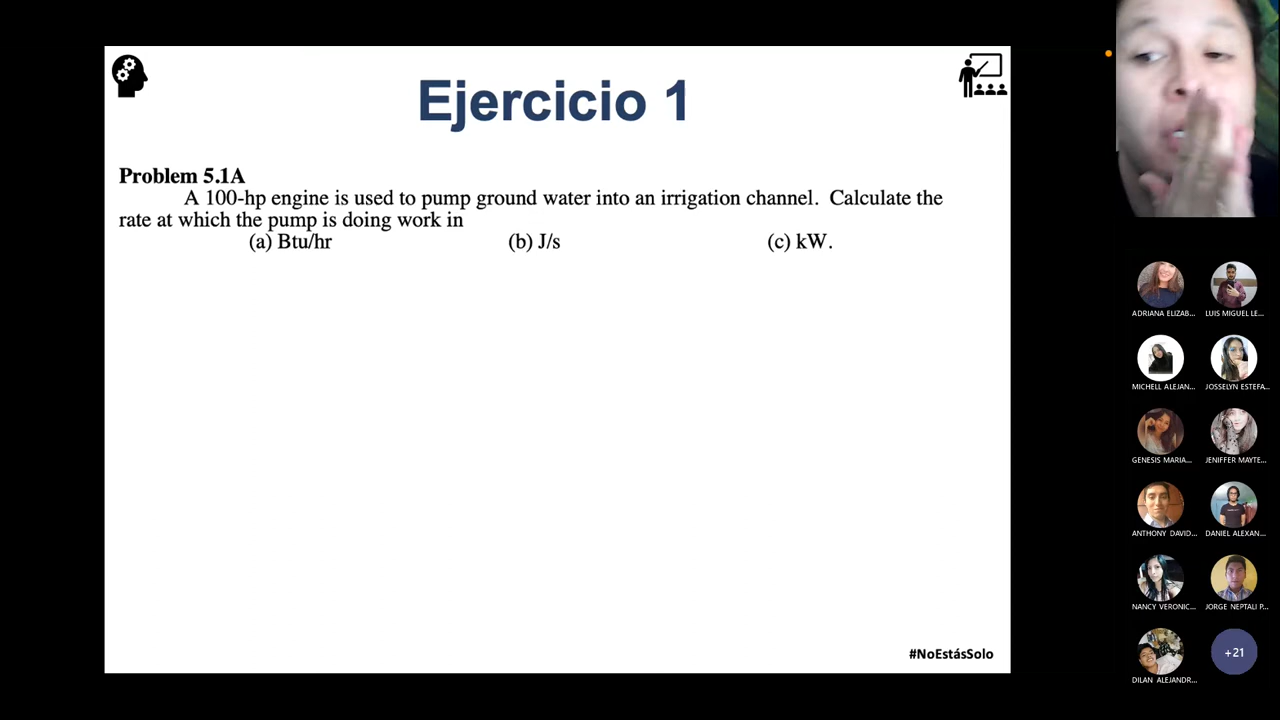 Ejercicio 1
Problem 5.1A
A 100-hp engine is used to pump ground water into an irrigation channel. Calculate the
rate at which the pump is doing work in
(a) Btu/hr (b) J/s (c) kW.
#NoEstásSolo
ADRIANA ELIZAB... LUIS MIGUEL LE...
MICHELL ALEJAN... JOSSELYN ESTEFA...
GENESIS MARIA... JENIFFER MAYTE...
ANTHONY DAVID... DANIEL ALEXAN...
NANCY VERONIC... JORGE NEPTALI P...
DILAN ALEJANDR... +21